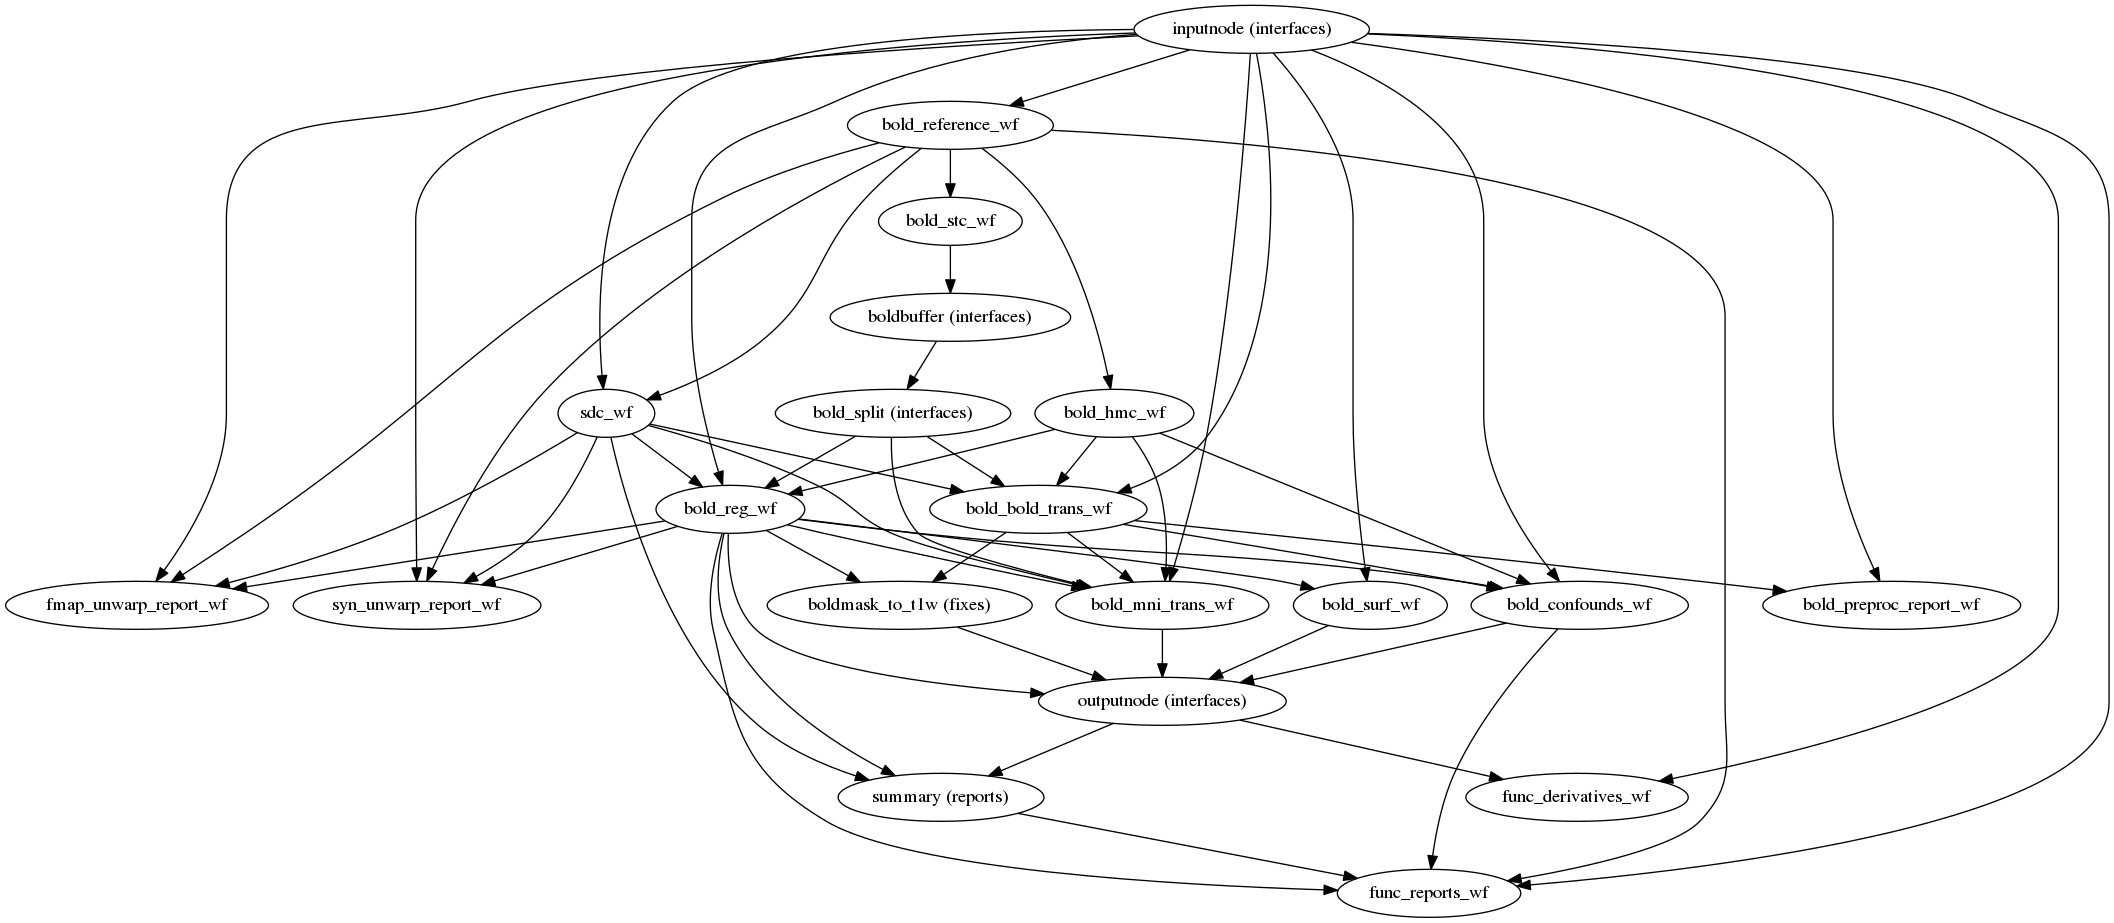 inputnode (interfaces)
bold_reference_wf
bold_stc_wf
boldbuffer (interfaces)
sdc_wf
bold_split (interfaces)
bold_hmc_wf
bold_reg_wf
bold_bold_trans_wf
fmap_unwarp_report_wf
syn_unwarp_report_wf
boldmask_to_t1w (fixes)
bold_mni_trans_wf
bold_surf_wf
bold_confounds_wf
bold_preproc_report_wf
outputnode (interfaces)
summary (reports)
func_derivatives_wf
func_reports_wf